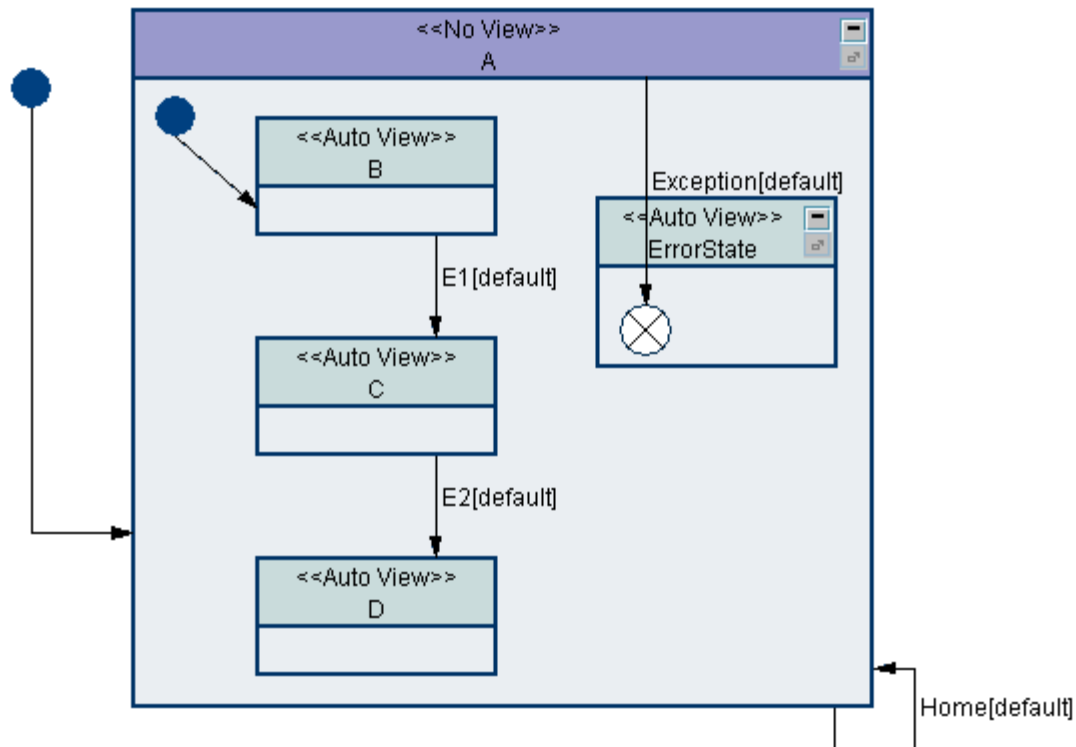 <<No View>>
A
<<Auto View>>
B
Exception[default]
<<Auto View>>
ErrorState
E1[default]
<<Auto View>>
C
E2[default]
<<Auto View>>
D
Home[default]